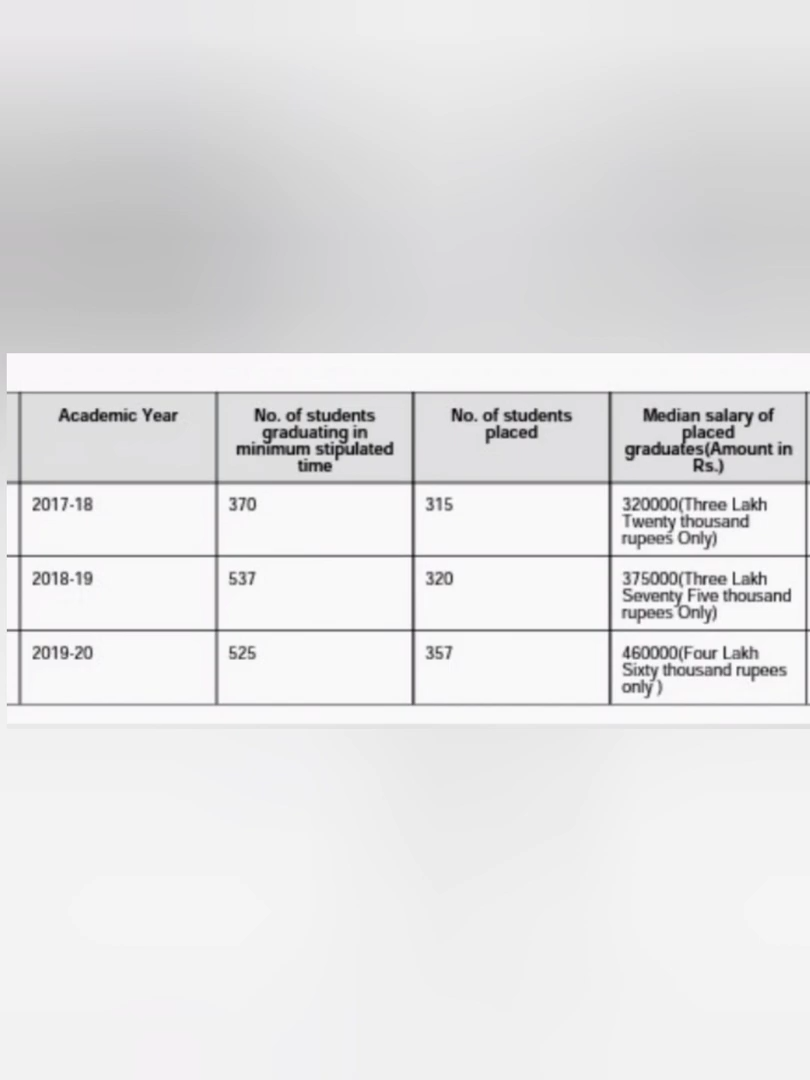 Academic Year
No. of students
graduating in
minimum stipulated
time
No. of students
placed
Median salary of
placed
graduates(Amount in
Rs.)
2017-18
370
315
320000(Three Lakh
Twenty thousand
rupees Only)
2018-19
537
320
375000(Three Lakh
Seventy Five thousand
rupees Only)
2019-20
525
357
460000(Four Lakh
Sixty thousand rupees
only )